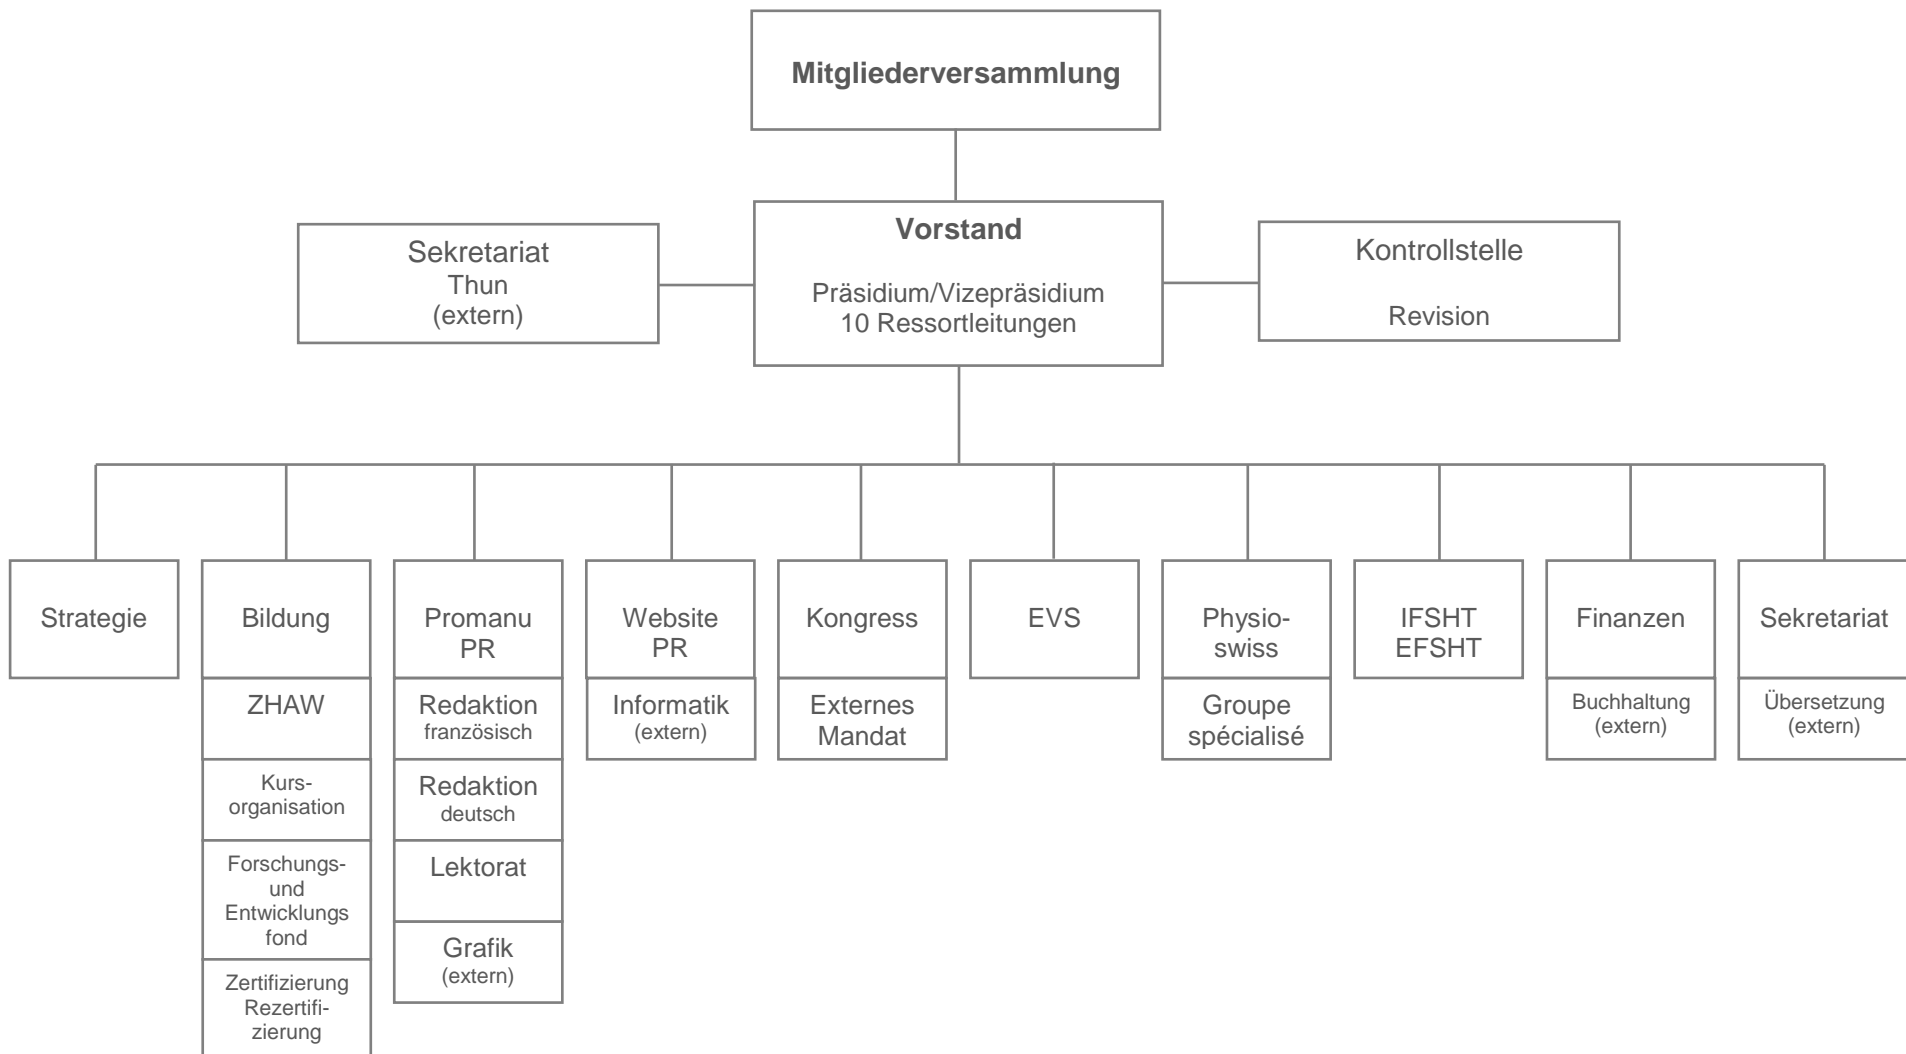 Mitgliederversammlung
Sekretariat
Thun
(extern)
Vorstand
Präsidium/Vizepräsidium
10 Ressortleitungen
Kontrollstelle
Revision
Strategie
Bildung
ZHAW
Kurs-
organisation
Forschungs-
und
Entwicklungs
fond
Zertifizierung
Rezertifi-
zierung
Promanu
PR
Redaktion
französisch
Redaktion
deutsch
Lektorat
Grafik
(extern)
Website
PR
Informatik
(extern)
Kongress
Externes
Mandat
EVS
Physio-
swiss
Groupe
spécialisé
IFSHT
EFSHT
Finanzen
Buchhaltung
(extern)
Sekretariat
Übersetzung
(extern)